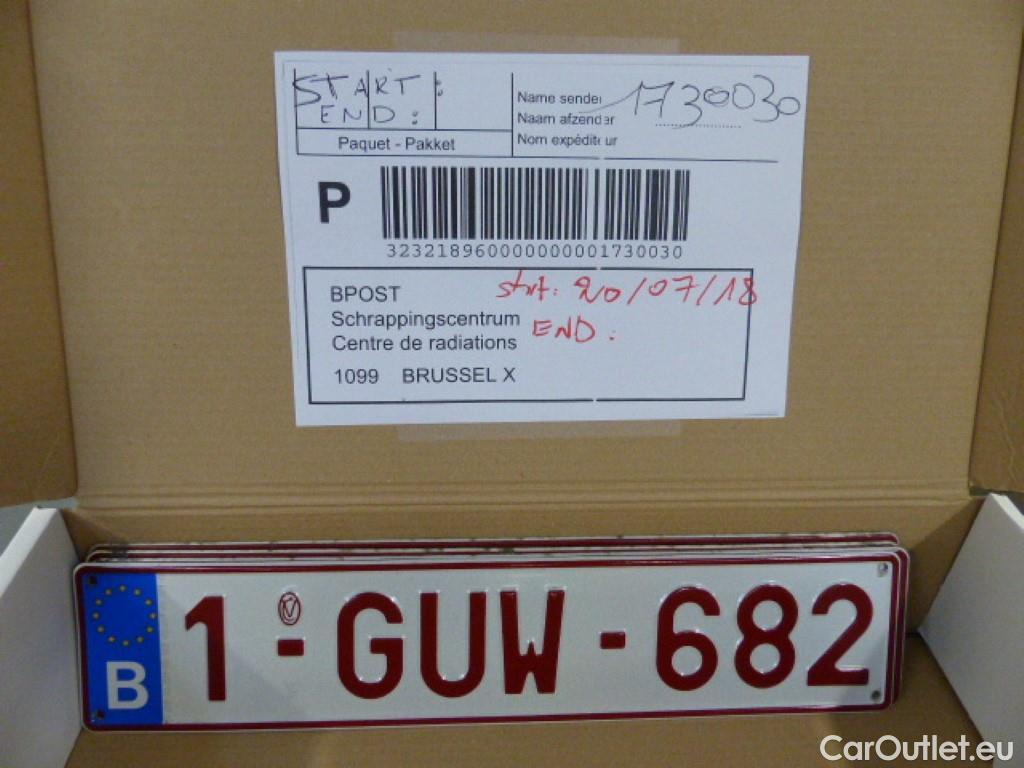 START:
END:
Paquet - Pakket
Name sender
Naam afzender
Nom expéditeur
1730030
P
323218960000000001730030
BPOST
Schrappingscentrum
Centre de radiations
1099 BRUSSEL X
start: 20/07/18
END:
B 1-GUW-682
CarOutlet.eu